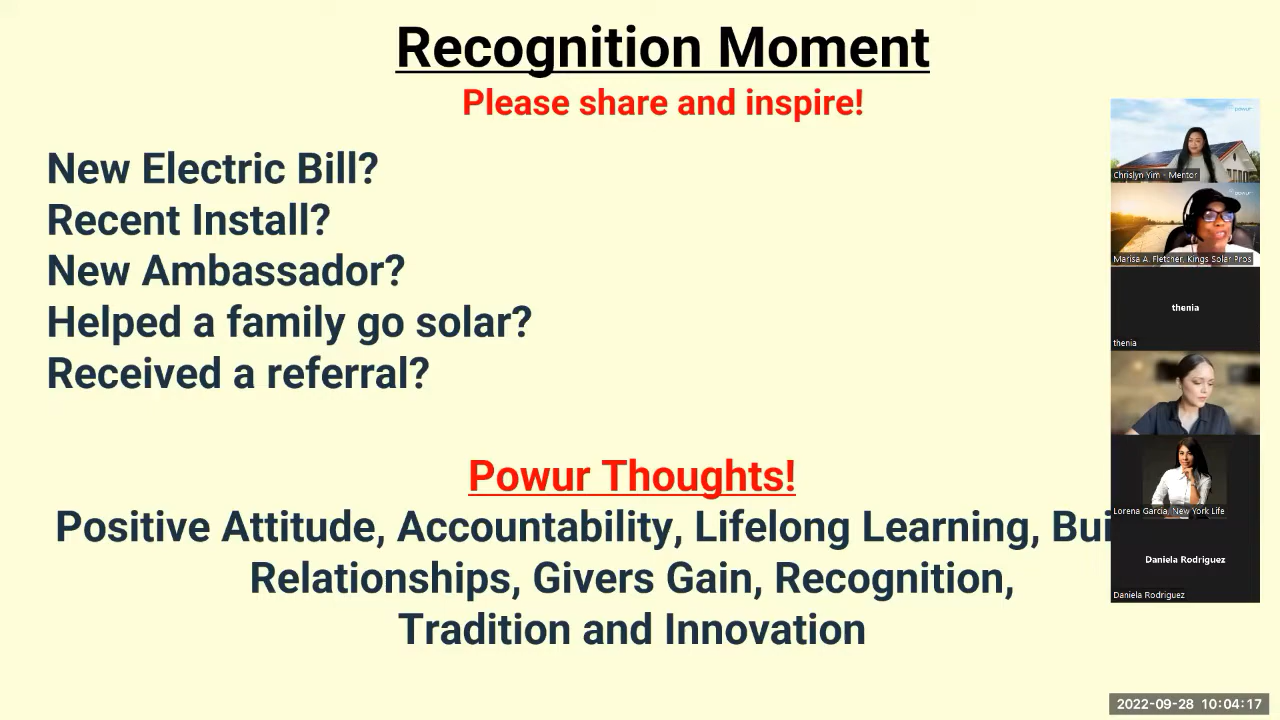 Recognition Moment
Please share and inspire!
New Electric Bill?
Recent Install?
New Ambassador?
Helped a family go solar?
Received a referral?
Powur Thoughts!
Positive Attitude, Accountability, Lifelong Learning, Bui
Relationships, Givers Gain, Recognition,
Tradition and Innovation
powur
Chrislyn Yim - Mentor
powur
Marisa A. Fletcher, Kings Solar Pros
thenia
thenia
Lorena Garcia, New York Life
Daniela Rodriguez
Daniela Rodriguez
2022-09-28 10:04:17